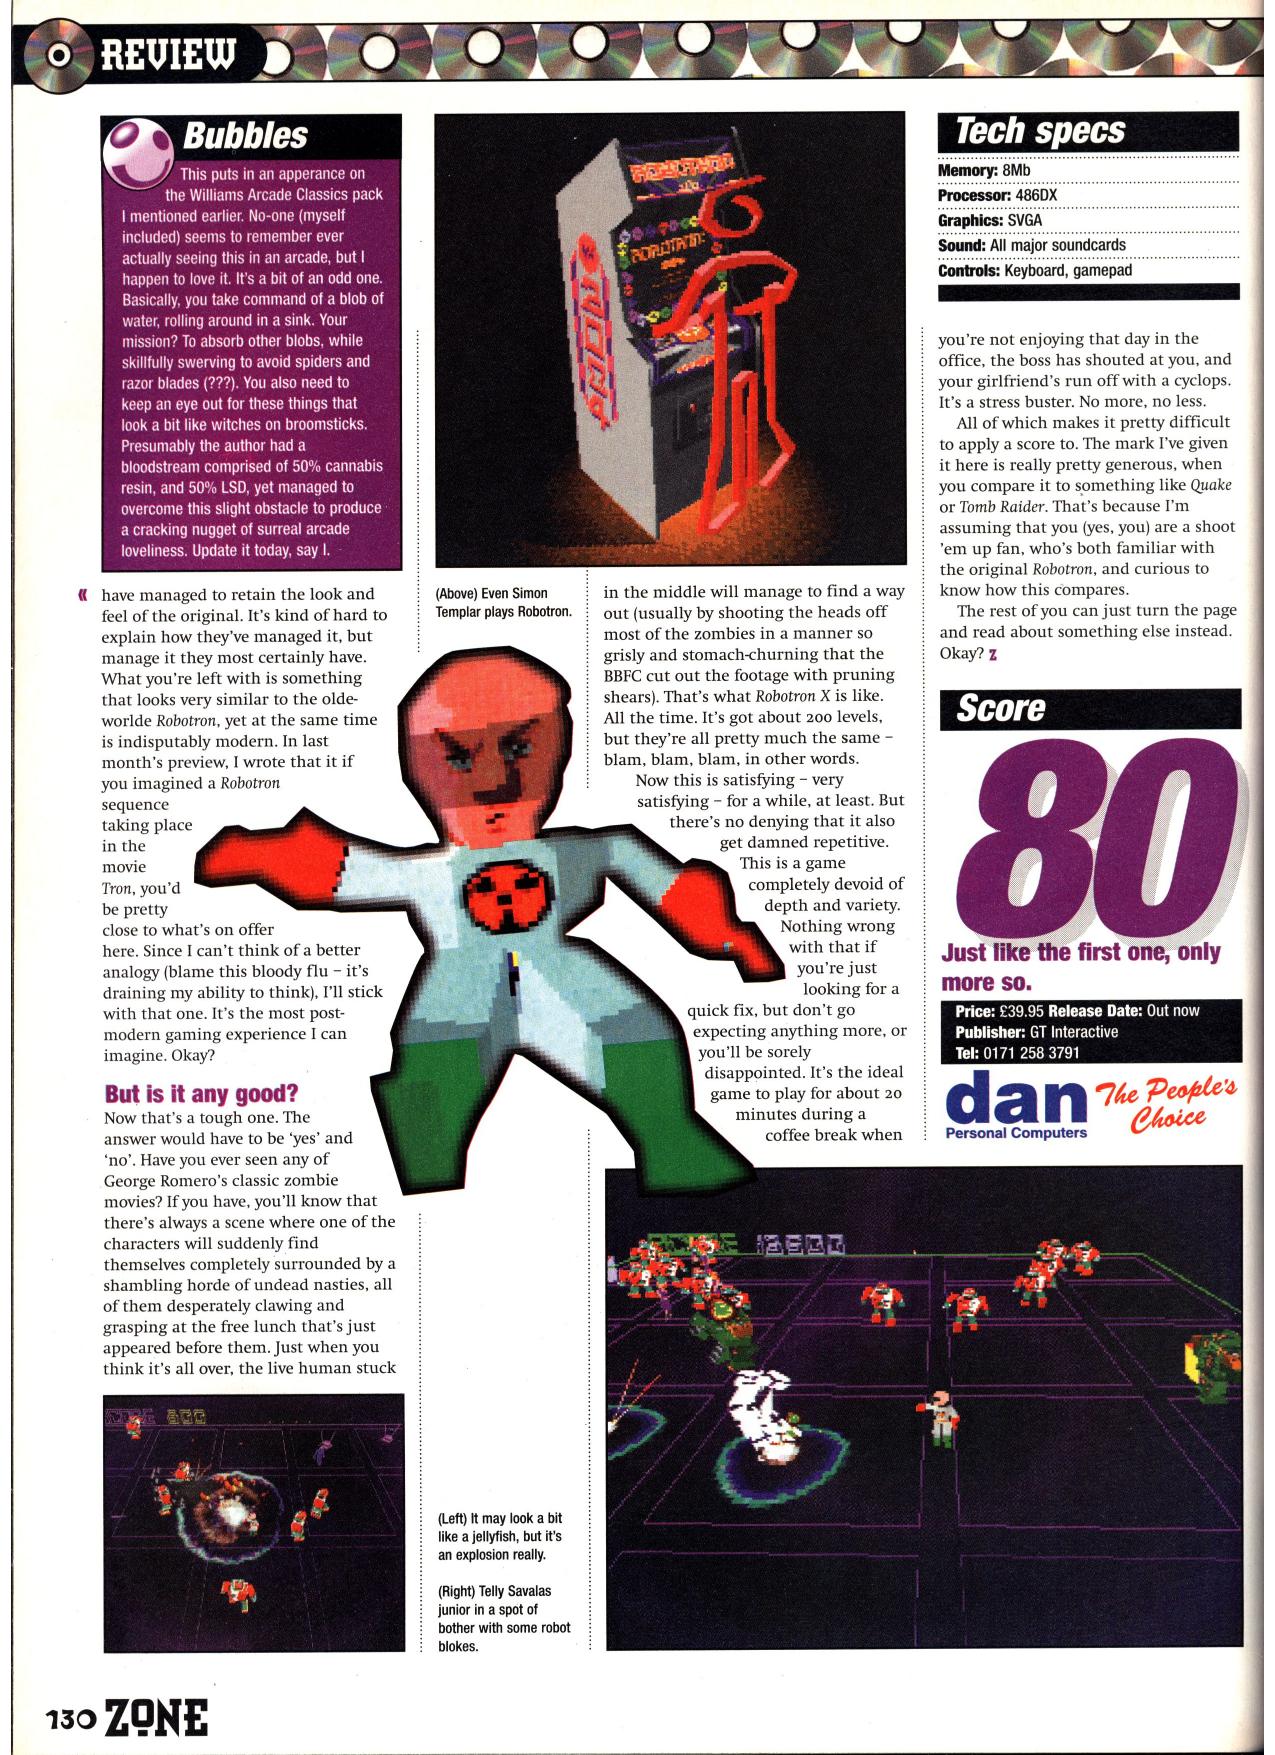 REVIEW
Bubbles
This puts in an apperance on
the Williams Arcade Classics pack
I mentioned earlier. No-one (myself
included) seems to remember ever
actually seeing this in an arcade, but I
happen to love it. It's a bit of an odd one.
Basically, you take command of a blob of
water, rolling around in a sink. Your
mission? To absorb other blobs, while
skillfully swerving to avoid spiders and
razor blades (???). You also need to
keep an eye out for these things that
look a bit like witches on broomsticks.
Presumably the author had a
bloodstream comprised of 50% cannabis
resin, and 50% LSD, yet managed to
overcome this slight obstacle to produce
a cracking nugget of surreal arcade
loveliness. Update it today, say I.
« have managed to retain the look and
feel of the original. It's kind of hard to
explain how they've managed it, but
manage it they most certainly have.
What you're left with is something
that looks very similar to the olde-
worlde Robotron, yet at the same time
is indisputably modern. In last
month's preview, I wrote that it if
you imagined a Robotron
sequence
taking place
in the
movie
Tron, you'd
be pretty
close to what's on offer
here. Since I can't think of a better
analogy (blame this bloody flu – it's
draining my ability to think), I'll stick
with that one. It's the most post-
modern gaming experience I can
imagine. Okay?
But is it any good?
Now that's a tough one. The
answer would have to be 'yes' and
'no'. Have you ever seen any of
George Romero's classic zombie
movies? If you have, you'll know that
there's always a scene where one of the
characters will suddenly find
themselves completely surrounded by a
shambling horde of undead nasties, all
of them desperately clawing and
grasping at the free lunch that's just
appeared before them. Just when you
think it's all over, the live human stuck
ROBOTRON
ROBOTRON
(Above) Even Simon
Templar plays Robotron.
in the middle will manage to find a way
out (usually by shooting the heads off
most of the zombies in a manner so
grisly and stomach-churning that the
BBFC cut out the footage with pruning
shears). That's what Robotron X is like.
All the time. It's got about 200 levels,
but they're all pretty much the same –
blam, blam, blam, in other words.
Now this is satisfying – very
satisfying – for a while, at least. But
there's no denying that it also
get damned repetitive.
This is a game
completely devoid of
depth and variety.
Nothing wrong
with that if
you're just
looking for a
quick fix, but don't go
expecting anything more, or
you'll be sorely
disappointed. It's the ideal
game to play for about 20
minutes during a
coffee break when
Tech specs
Memory: 8Mb
Processor: 486DX
Graphics: SVGA
Sound: All major soundcards
Controls: Keyboard, gamepad
you're not enjoying that day in the
office, the boss has shouted at you, and
your girlfriend's run off with a cyclops.
It's a stress buster. No more, no less.
All of which makes it pretty difficult
to apply a score to. The mark I've given
it here is really pretty generous, when
you compare it to something like Quake
or Tomb Raider. That's because I'm
assuming that you (yes, you) are a shoot
'em up fan, who's both familiar with
the original Robotron, and curious to
know how this compares.
The rest of you can just turn the page
and read about something else instead.
Okay? Z
Score
80
Just like the first one, only
more so.
Price: £39.95 Release Date: Out now
Publisher: GT Interactive
Tel: 0171 258 3791
dan
Personal Computers
The People's
Choice
SCORE 800
(Left) It may look a bit
like a jellyfish, but it's
an explosion really.
(Right) Telly Savalas
junior in a spot of
bother with some robot
blokes.
130 ZONE